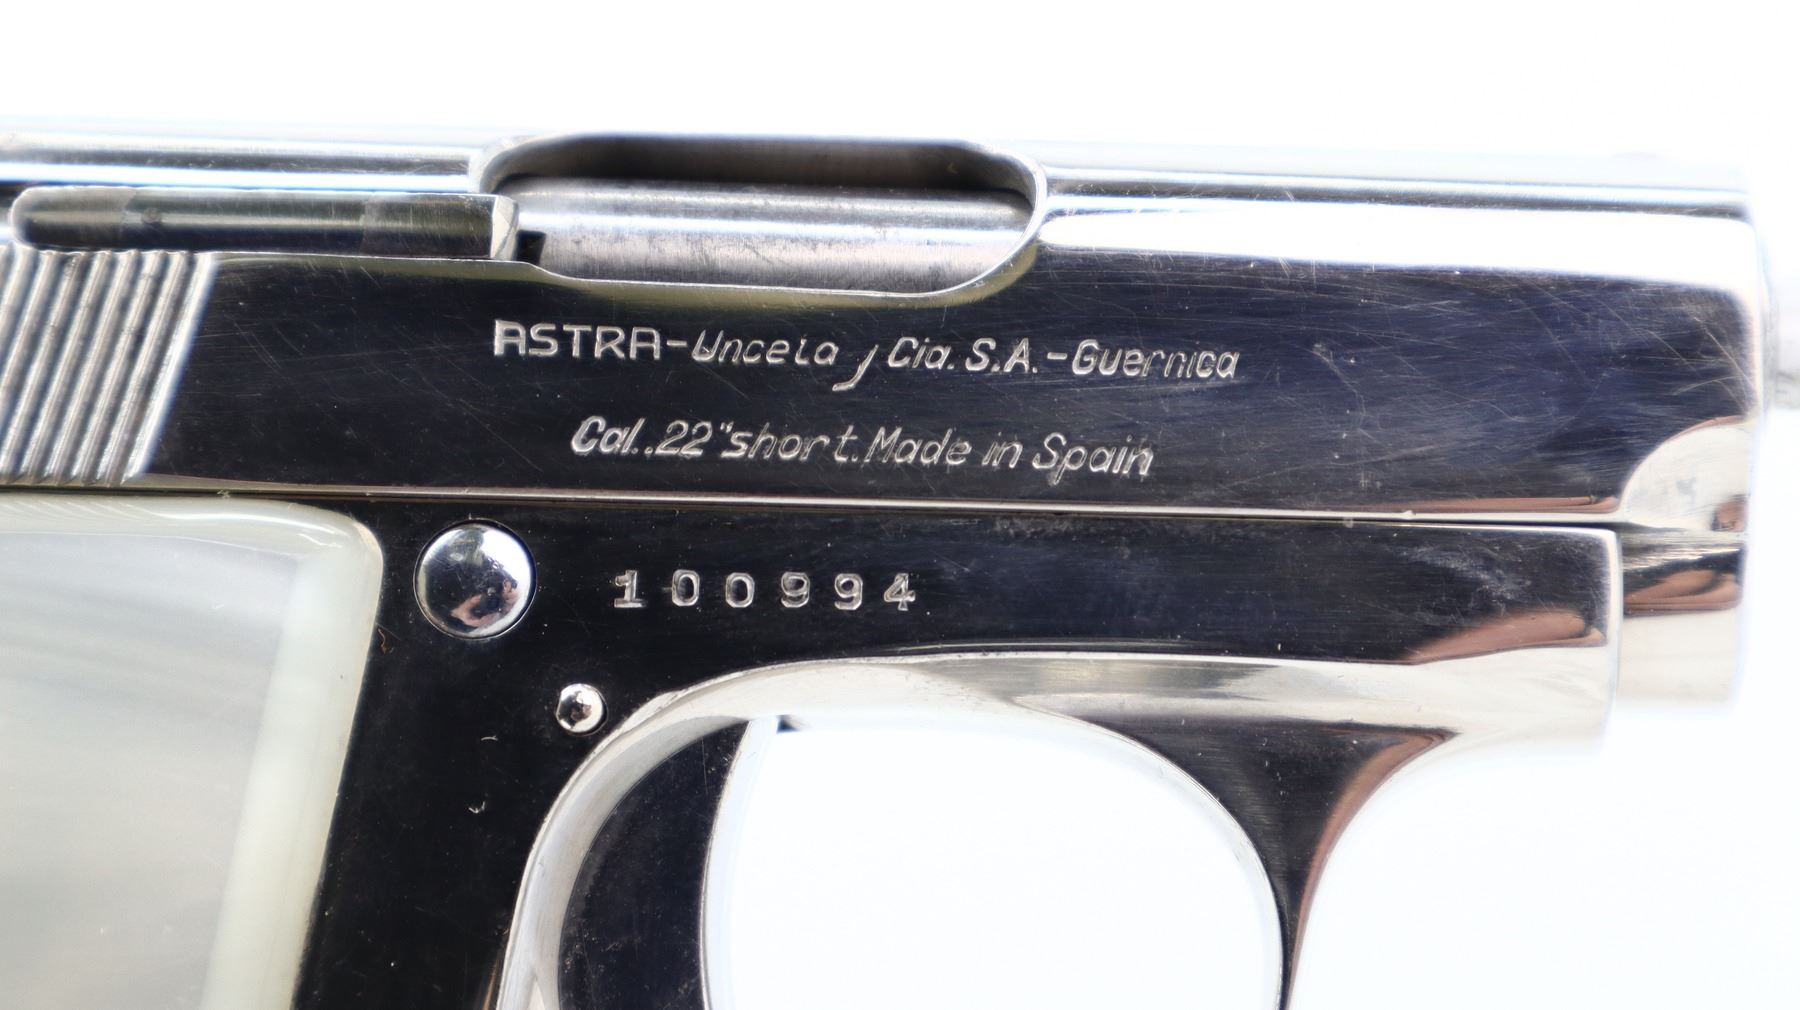 ASTRA-Unceta y Cia. S.A.-Guernica
Cal..22"short.Made in Spain
100994